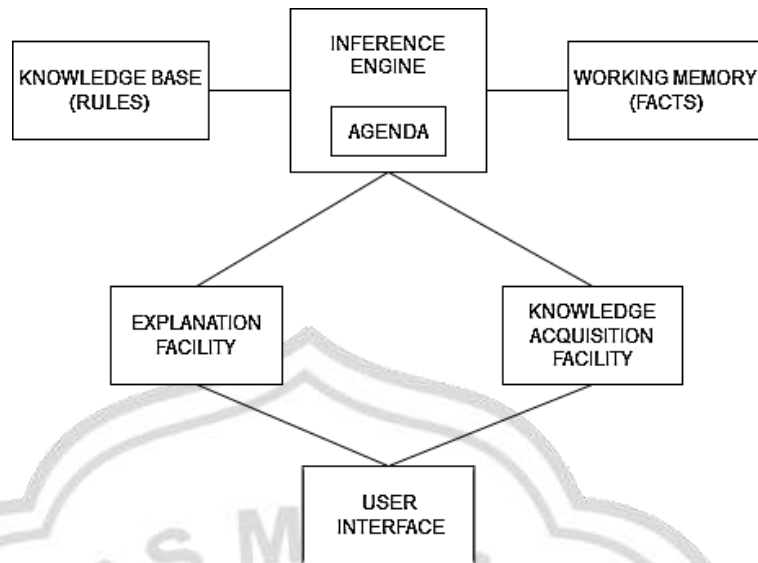 INFERENCE
ENGINE
KNOWLEDGE BASE
(RULES)
AGENDA
WORKING MEMORY
(FACTS)
EXPLANATION
FACILITY
KNOWLEDGE
ACQUISITION
FACILITY
USER
INTERFACE
S M